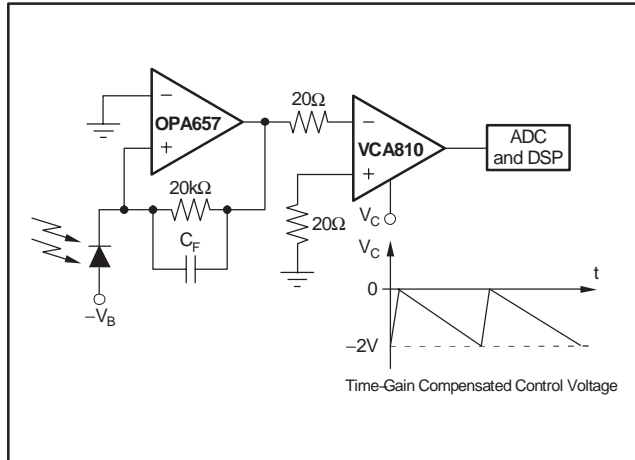 −
OPA657
+
20kΩ
C_F
−V_B
20Ω
−
VCA810
+
20Ω
V_C
ADC
and DSP
V_C
t
0
−2V
Time-Gain Compensated Control Voltage